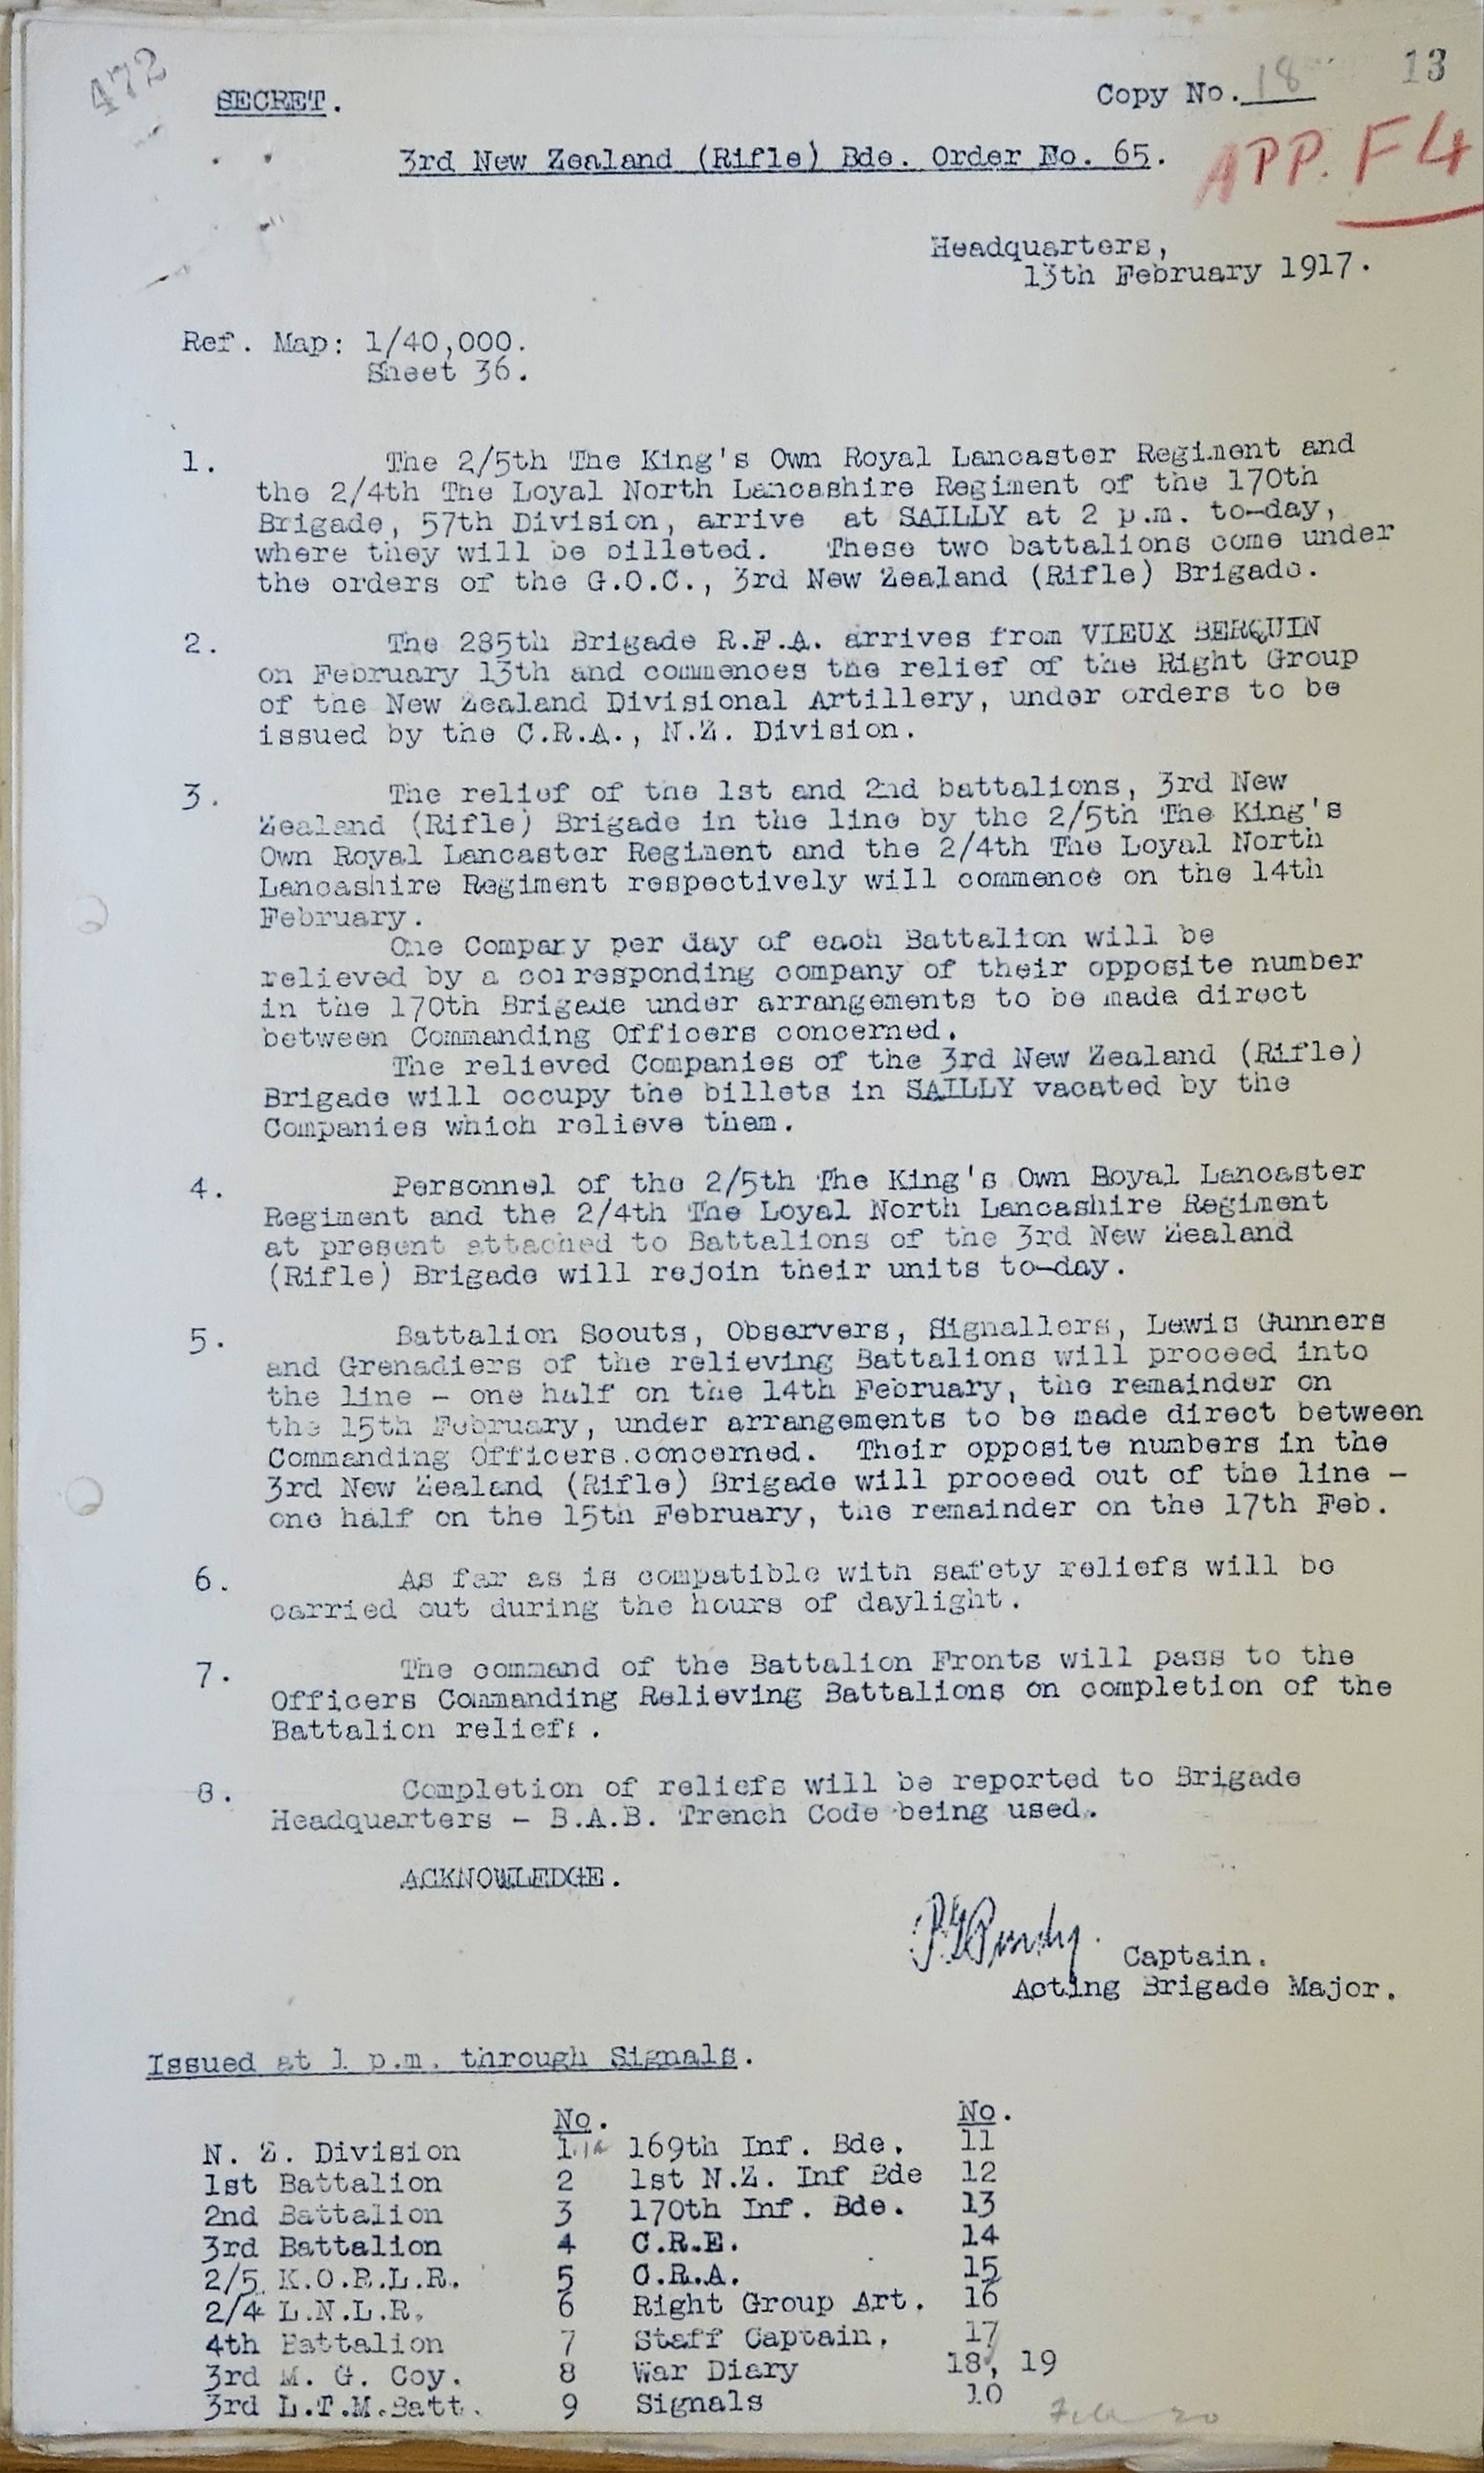 472
13
SECRET.
Copy No. 18
3rd New Zealand (Rifle) Bde. Order No. 65.
APP. F4
Headquarters,
13th February 1917.
Ref. Map: 1/40,000.
Sheet 36.
1. The 2/5th The King's Own Royal Lancaster Regiment and
the 2/4th The Loyal North Lancashire Regiment of the 170th
Brigade, 57th Division, arrive at SAILLY at 2 p.m. to-day,
where they will be billeted. These two battalions come under
the orders of the G.O.C., 3rd New Zealand (Rifle) Brigade.
2. The 285th Brigade R.F.A. arrives from VIEUX BERQUIN
on February 13th and commences the relief of the Right Group
of the New Zealand Divisional Artillery, under orders to be
issued by the C.R.A., N.Z. Division.
3. The relief of the 1st and 2nd battalions, 3rd New
Zealand (Rifle) Brigade in the line by the 2/5th The King's
Own Royal Lancaster Regiment and the 2/4th The Loyal North
Lancashire Regiment respectively will commence on the 14th
February.
One Company per day of each Battalion will be
relieved by a corresponding company of their opposite number
in the 170th Brigade under arrangements to be made direct
between Commanding Officers concerned.
The relieved Companies of the 3rd New Zealand (Rifle)
Brigade will occupy the billets in SAILLY vacated by the
Companies which relieve them.
4. Personnel of the 2/5th The King's Own Royal Lancaster
Regiment and the 2/4th The Loyal North Lancashire Regiment
at present attached to Battalions of the 3rd New Zealand
(Rifle) Brigade will rejoin their units to-day.
5. Battalion Scouts, Observers, Signallers, Lewis Gunners
and Grenadiers of the relieving Battalions will proceed into
the line - one half on the 14th February, the remainder on
the 15th February, under arrangements to be made direct between
Commanding Officers concerned. Their opposite numbers in the
3rd New Zealand (Rifle) Brigade will proceed out of the line -
one half on the 15th February, the remainder on the 17th Feb.
6. As far as is compatible with safety reliefs will be
carried out during the hours of daylight.
7. The command of the Battalion Fronts will pass to the
Officers Commanding Relieving Battalions on completion of the
Battalion reliefs.
8. Completion of reliefs will be reported to Brigade
Headquarters - B.A.B. Trench Code being used.
ACKNOWLEDGE.
Captain.
Acting Brigade Major.
Issued at 1 p.m. through Signals.
No. No.
N. Z. Division 1 169th Inf. Bde. 11
1st Battalion 2 1st N.Z. Inf Bde 12
2nd Battalion 3 170th Inf. Bde. 13
3rd Battalion 4 C.R.E. 14
2/5 K.O.R.L.R. 5 C.R.A. 15
2/4 L.N.L.R. 6 Right Group Art. 16
4th Battalion 7 Staff Captain. 17
3rd M. G. Coy. 8 War Diary 18, 19
3rd L.T.M.Batt. 9 Signals 10